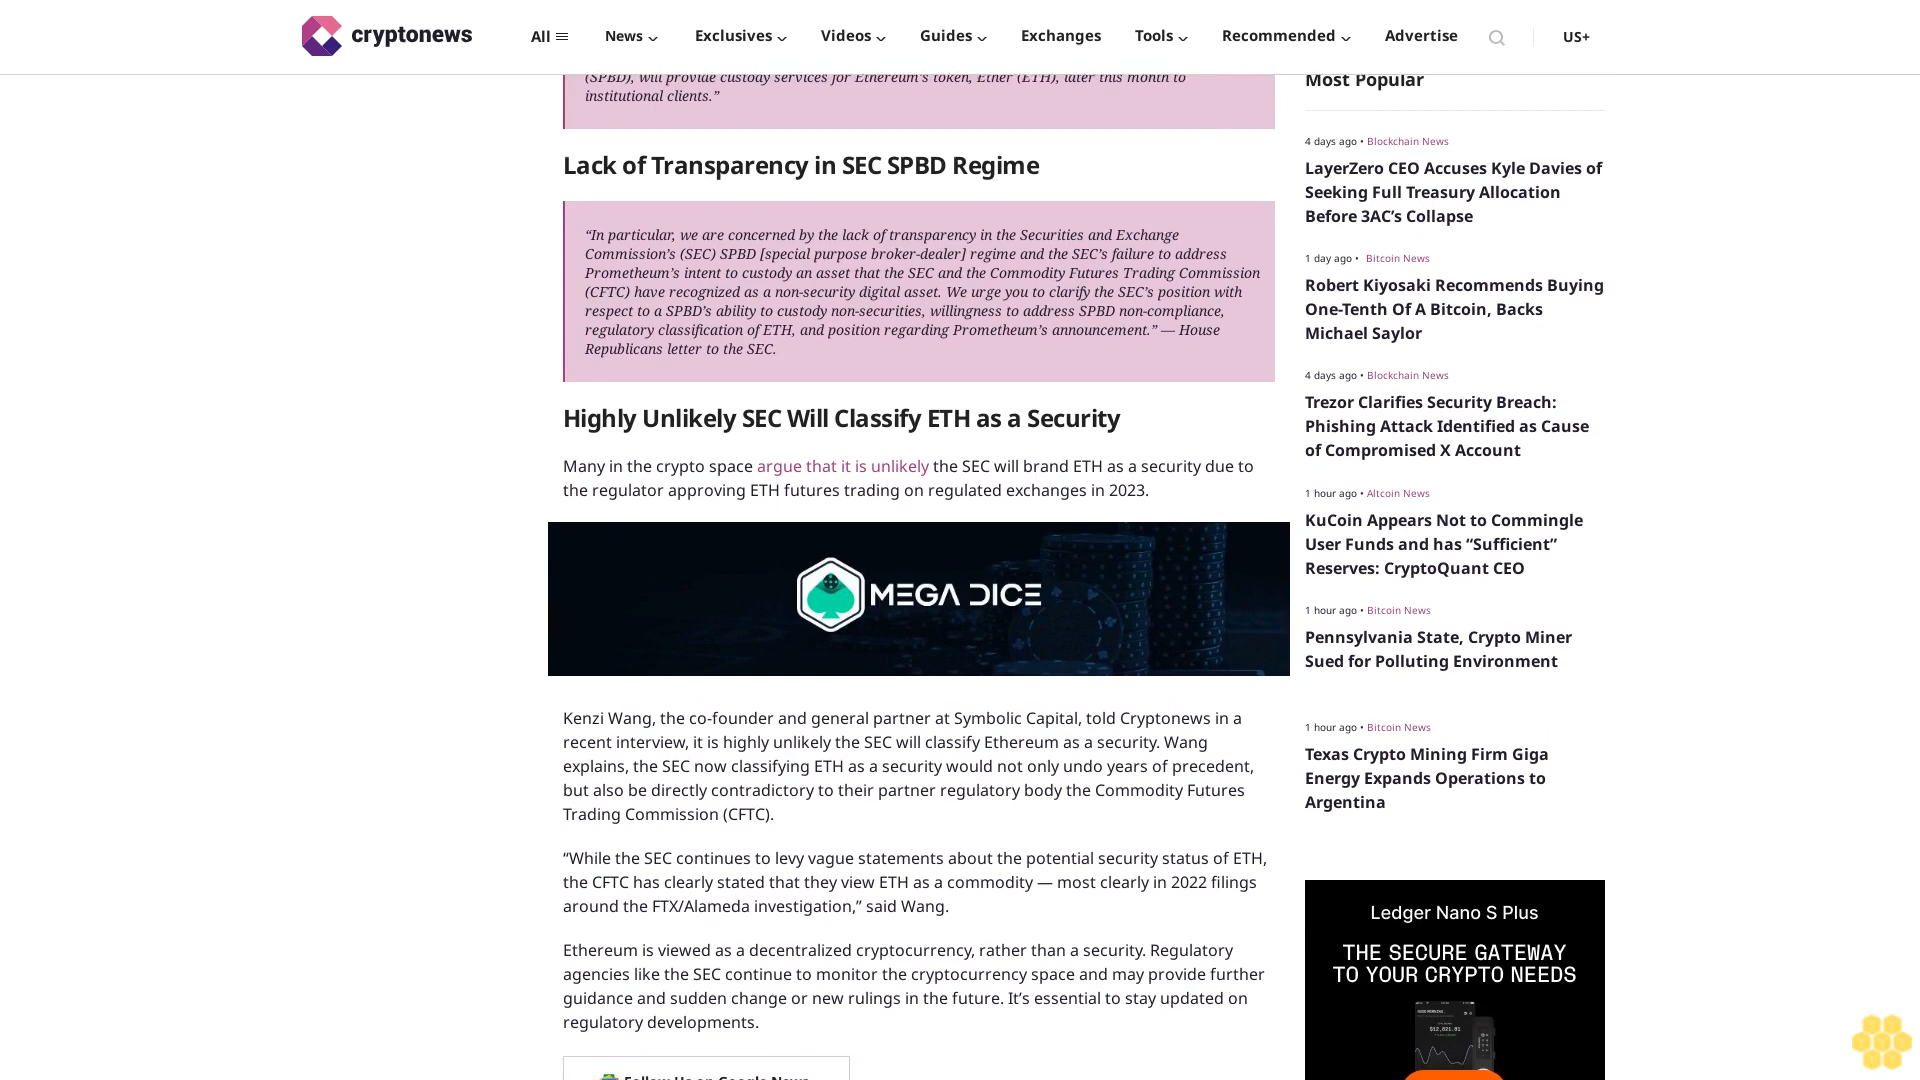 cryptonews
All
News
Exclusives
Videos
Guides
Exchanges
Tools
Recommended
Advertise
US+
(SPBD), will provide custody services for Ethereum’s token, Ether (ETH), later this month to
institutional clients.”
Lack of Transparency in SEC SPBD Regime
“In particular, we are concerned by the lack of transparency in the Securities and Exchange
Commission’s (SEC) SPBD [special purpose broker-dealer] regime and the SEC’s failure to address
Prometheum’s intent to custody an asset that the SEC and the Commodity Futures Trading Commission
(CFTC) have recognized as a non-security digital asset. We urge you to clarify the SEC’s position with
respect to a SPBD’s ability to custody non-securities, willingness to address SPBD non-compliance,
regulatory classification of ETH, and position regarding Prometheum’s announcement.” — House
Republicans letter to the SEC.
Highly Unlikely SEC Will Classify ETH as a Security
Many in the crypto space argue that it is unlikely the SEC will brand ETH as a security due to
the regulator approving ETH futures trading on regulated exchanges in 2023.
MEGA DICE
Kenzi Wang, the co-founder and general partner at Symbolic Capital, told Cryptonews in a
recent interview, it is highly unlikely the SEC will classify Ethereum as a security. Wang
explains, the SEC now classifying ETH as a security would not only undo years of precedent,
but also be directly contradictory to their partner regulatory body the Commodity Futures
Trading Commission (CFTC).
“While the SEC continues to levy vague statements about the potential security status of ETH,
the CFTC has clearly stated that they view ETH as a commodity — most clearly in 2022 filings
around the FTX/Alameda investigation,” said Wang.
Ethereum is viewed as a decentralized cryptocurrency, rather than a security. Regulatory
agencies like the SEC continue to monitor the cryptocurrency space and may provide further
guidance and sudden change or new rulings in the future. It’s essential to stay updated on
regulatory developments.
Follow Us on Google News
Most Popular
4 days ago • Blockchain News
LayerZero CEO Accuses Kyle Davies of
Seeking Full Treasury Allocation
Before 3AC’s Collapse
1 day ago • Bitcoin News
Robert Kiyosaki Recommends Buying
One-Tenth Of A Bitcoin, Backs
Michael Saylor
4 days ago • Blockchain News
Trezor Clarifies Security Breach:
Phishing Attack Identified as Cause
of Compromised X Account
1 hour ago • Altcoin News
KuCoin Appears Not to Commingle
User Funds and has “Sufficient”
Reserves: CryptoQuant CEO
1 hour ago • Bitcoin News
Pennsylvania State, Crypto Miner
Sued for Polluting Environment
1 hour ago • Bitcoin News
Texas Crypto Mining Firm Giga
Energy Expands Operations to
Argentina
Ledger Nano S Plus
THE SECURE GATEWAY
TO YOUR CRYPTO NEEDS